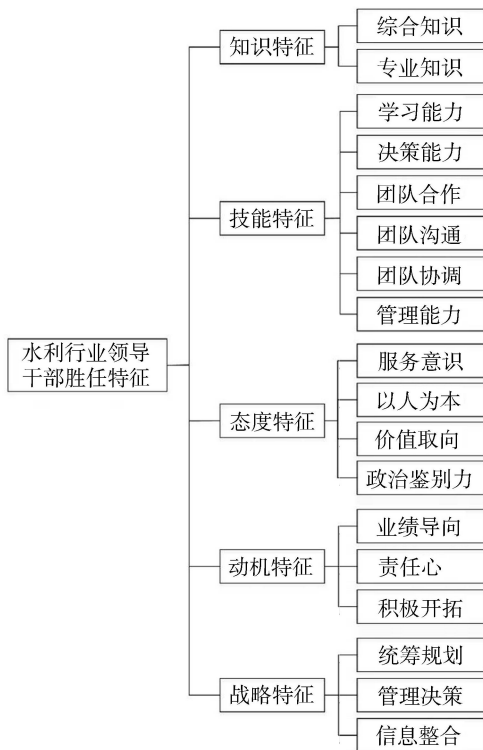 水利行业领导
干部胜任特征
知识特征
综合知识
专业知识
技能特征
学习能力
决策能力
团队合作
团队沟通
团队协调
管理能力
态度特征
服务意识
以人为本
价值取向
政治鉴别力
动机特征
业绩导向
责任心
积极开拓
战略特征
统筹规划
管理决策
信息整合